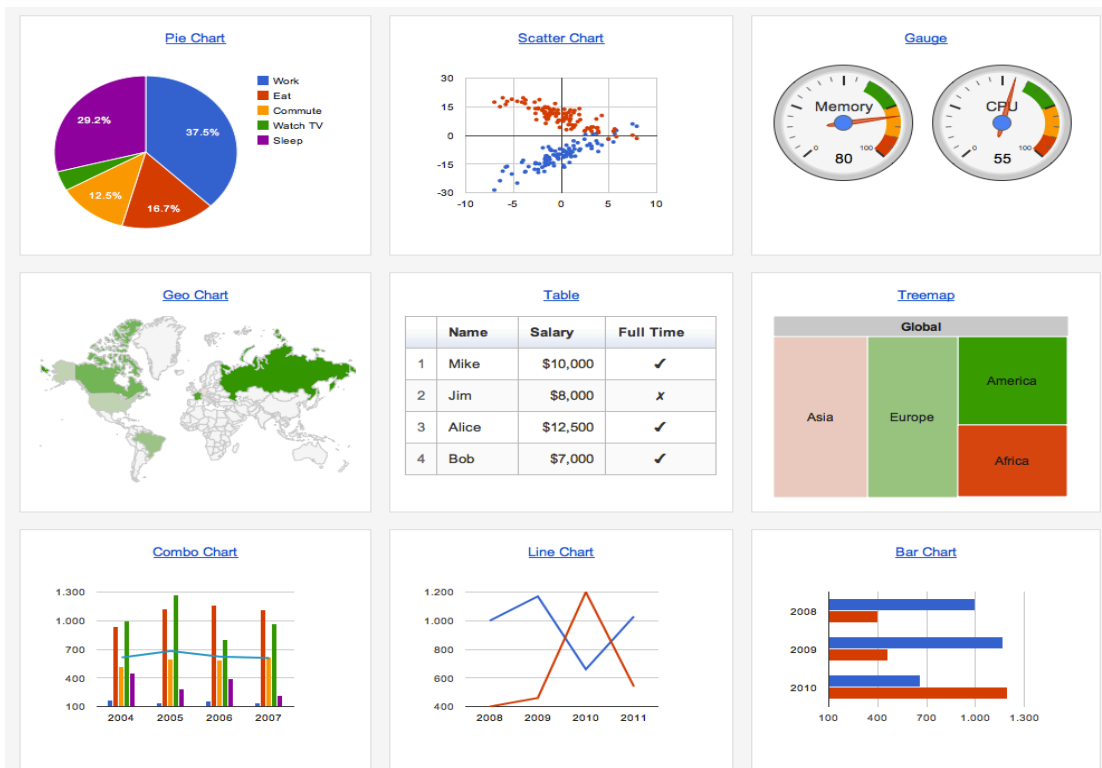 Pie Chart
Work
Eat
Commute
Watch TV
Sleep
29.2%
37.5%
12.5%
16.7%
Scatter Chart
30
15
0
-15
-30
-10 -5 0 5 10
Gauge
Memory
0 100
80
CPU
0 100
55
Geo Chart
Table
Name Salary Full Time
1 Mike $10,000 ✔
2 Jim $8,000 ✗
3 Alice $12,500 ✔
4 Bob $7,000 ✔
Treemap
Global
Asia
Europe
America
Africa
Combo Chart
1.300
1.000
700
400
100
2004 2005 2006 2007
Line Chart
1.200
1.000
800
600
400
2008 2009 2010 2011
Bar Chart
2008
2009
2010
100 400 700 1.000 1.300